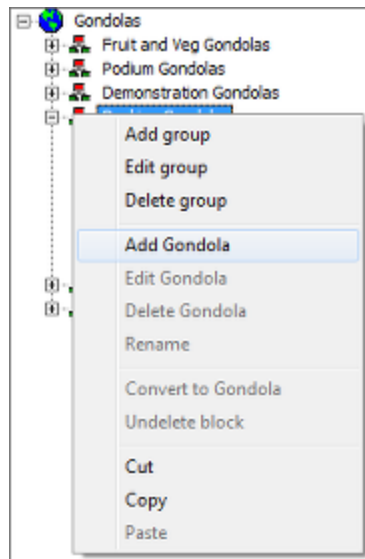 Gondolas
Fruit and Veg Gondolas
Podium Gondolas
Demonstration Gondolas
Add group
Edit group
Delete group
Add Gondola
Edit Gondola
Delete Gondola
Rename
Convert to Gondola
Undelete block
Cut
Copy
Paste